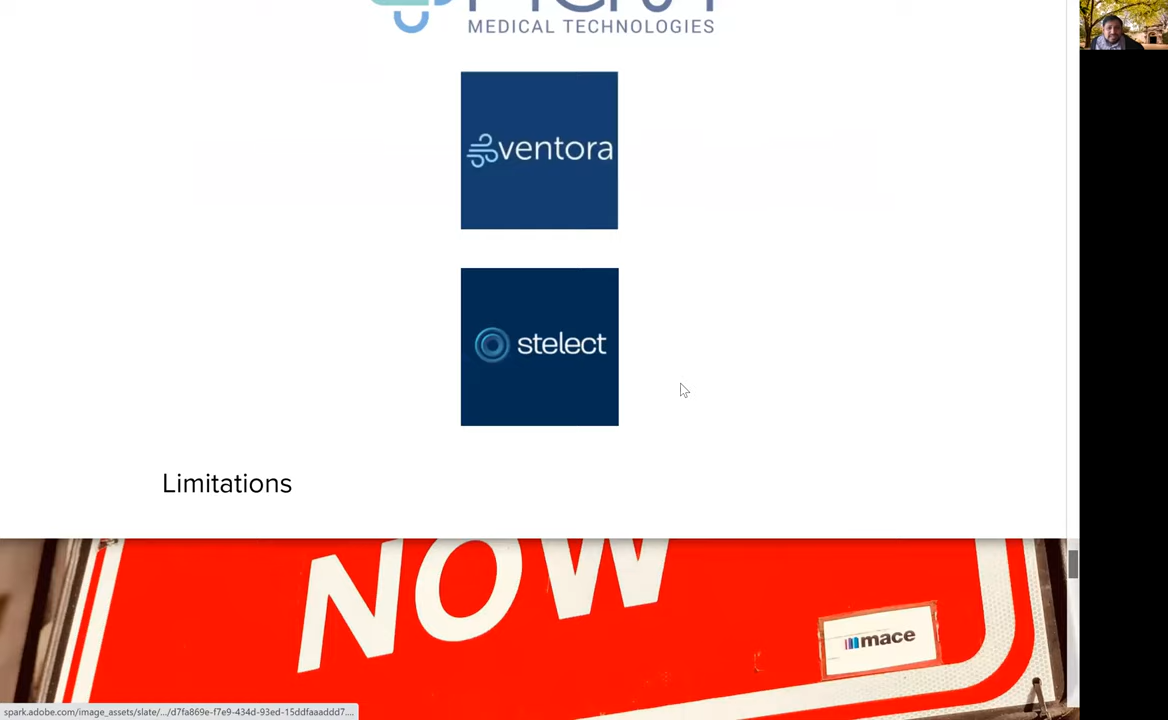 MEDICAL TECHNOLOGIES
ventora
stelect
Limitations
NOW
mace
spark.adobe.com/image_assets/slate/.../d7fa869e-f7e9-434d-93ed-15ddfaaaddd7....